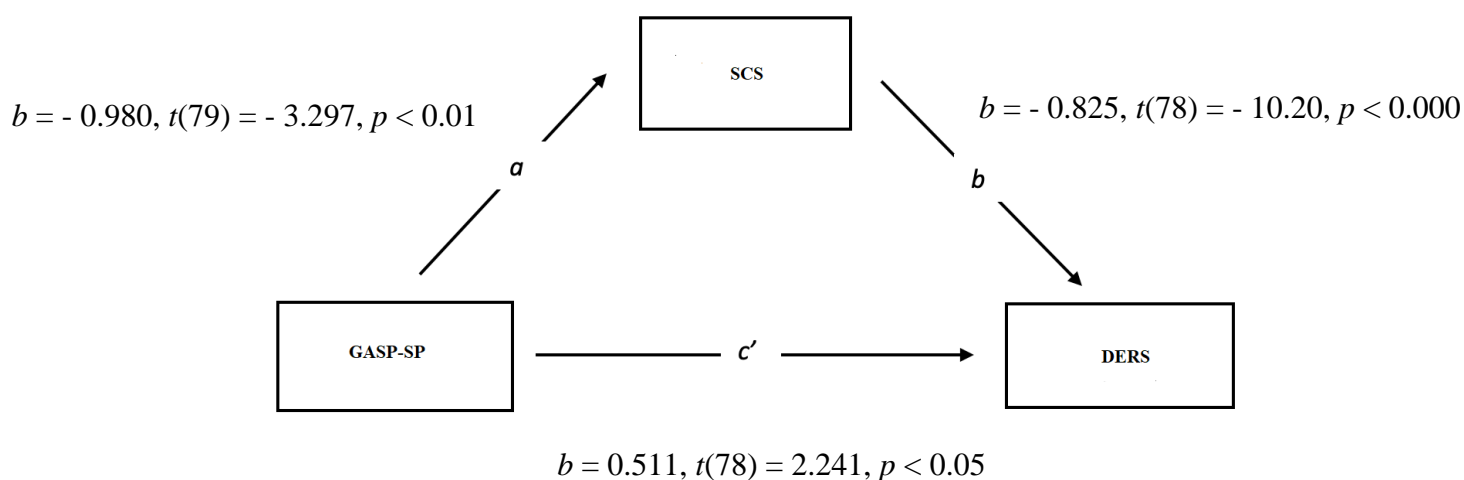 SCS
b = - 0.980, t(79) = - 3.297, p < 0.01
b = - 0.825, t(78) = - 10.20, p < 0.000
a
b
GASP-SP
c′
DERS
b = 0.511, t(78) = 2.241, p < 0.05